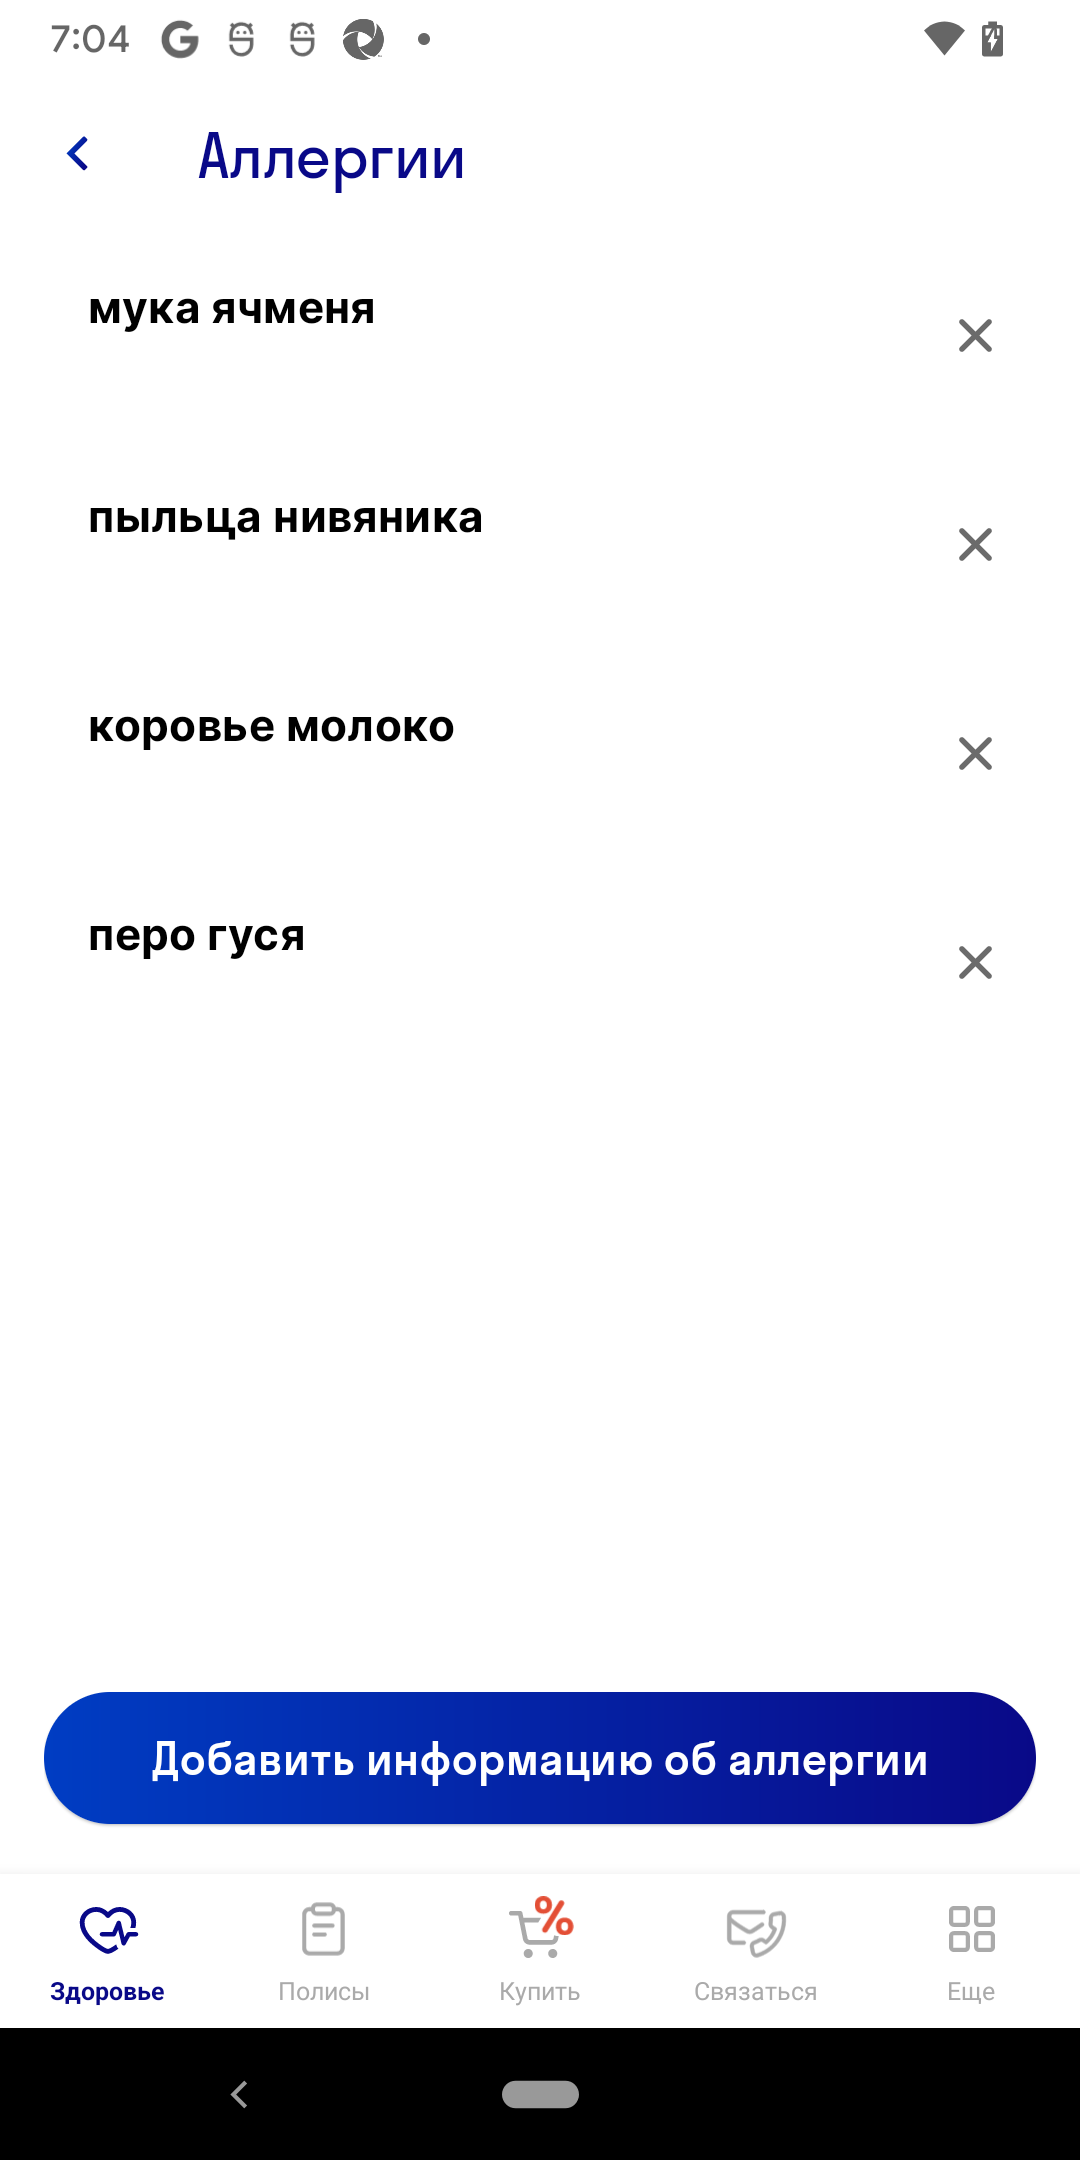 7:04
Аллергии
мука ячменя
пыльца нивяника
коровье молоко
перо гуся
Добавить информацию об аллергии
Здоровье
Полисы
Купить
Связаться
Еще